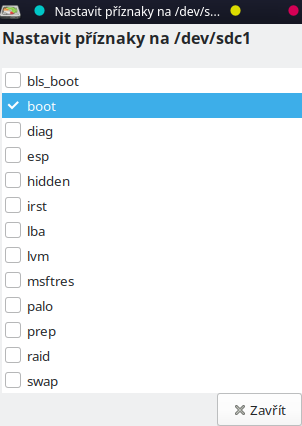 Nastavit příznaky na /dev/s...
Nastavit příznaky na /dev/sdc1
bls_boot
boot
diag
esp
hidden
irst
lba
lvm
msftres
palo
prep
raid
swap
Zavřít